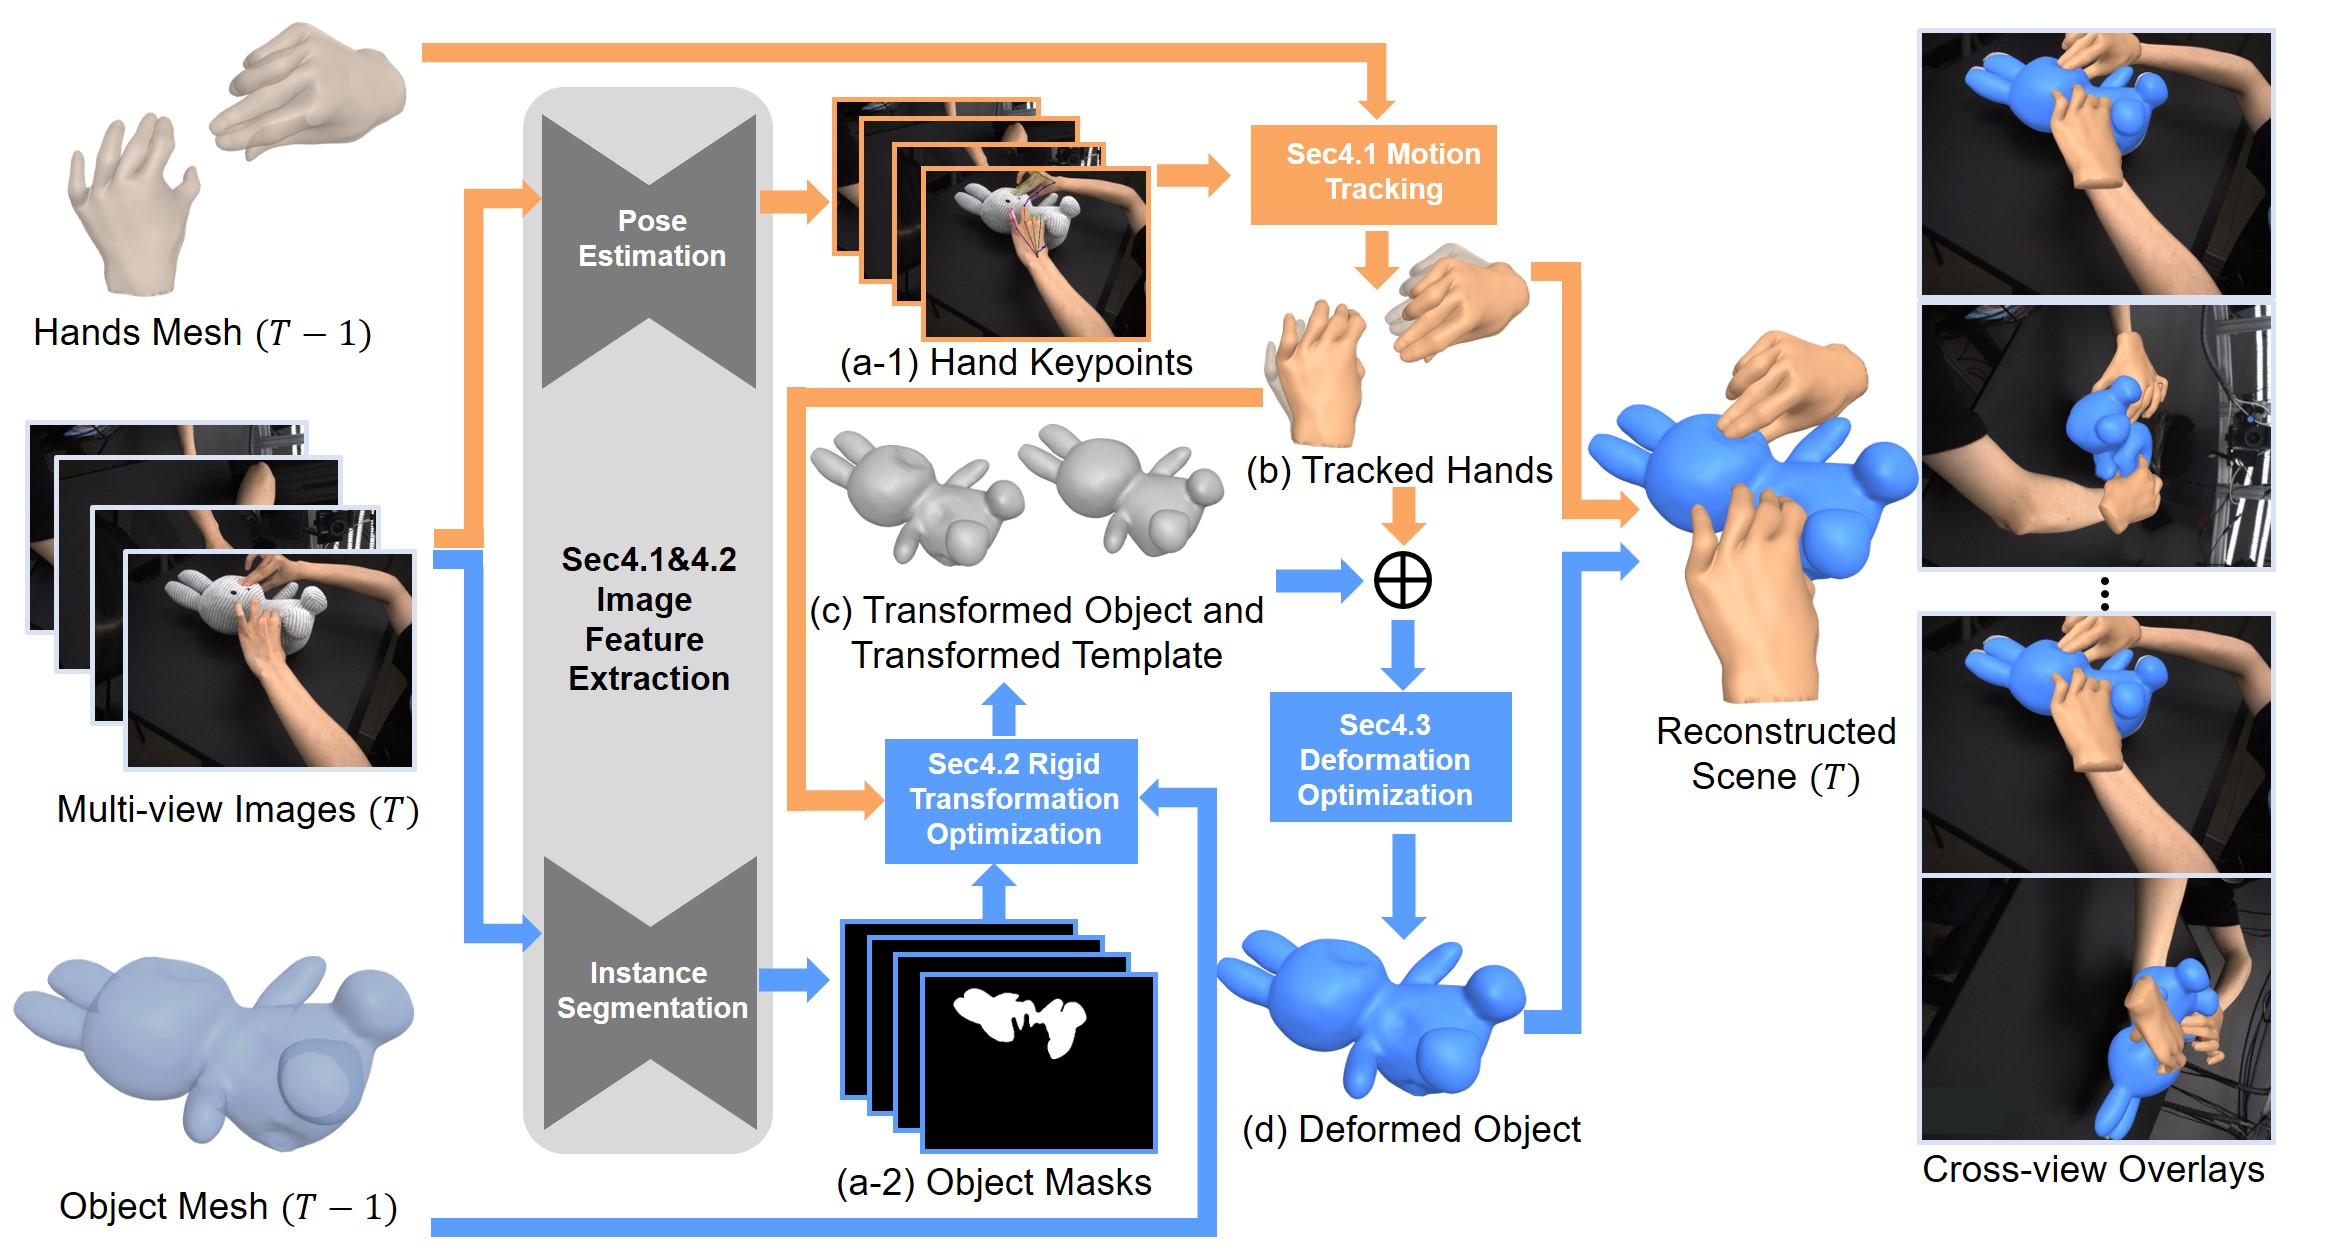 Hands Mesh (T − 1)
Multi-view Images (T)
Object Mesh (T − 1)
Pose
Estimation
Sec4.1&4.2
Image
Feature
Extraction
Instance
Segmentation
(a-1) Hand Keypoints
(c) Transformed Object and
Transformed Template
Sec4.2 Rigid
Transformation
Optimization
(a-2) Object Masks
Sec4.1 Motion
Tracking
(b) Tracked Hands
Sec4.3
Deformation
Optimization
(d) Deformed Object
Reconstructed
Scene (T)
Cross-view Overlays